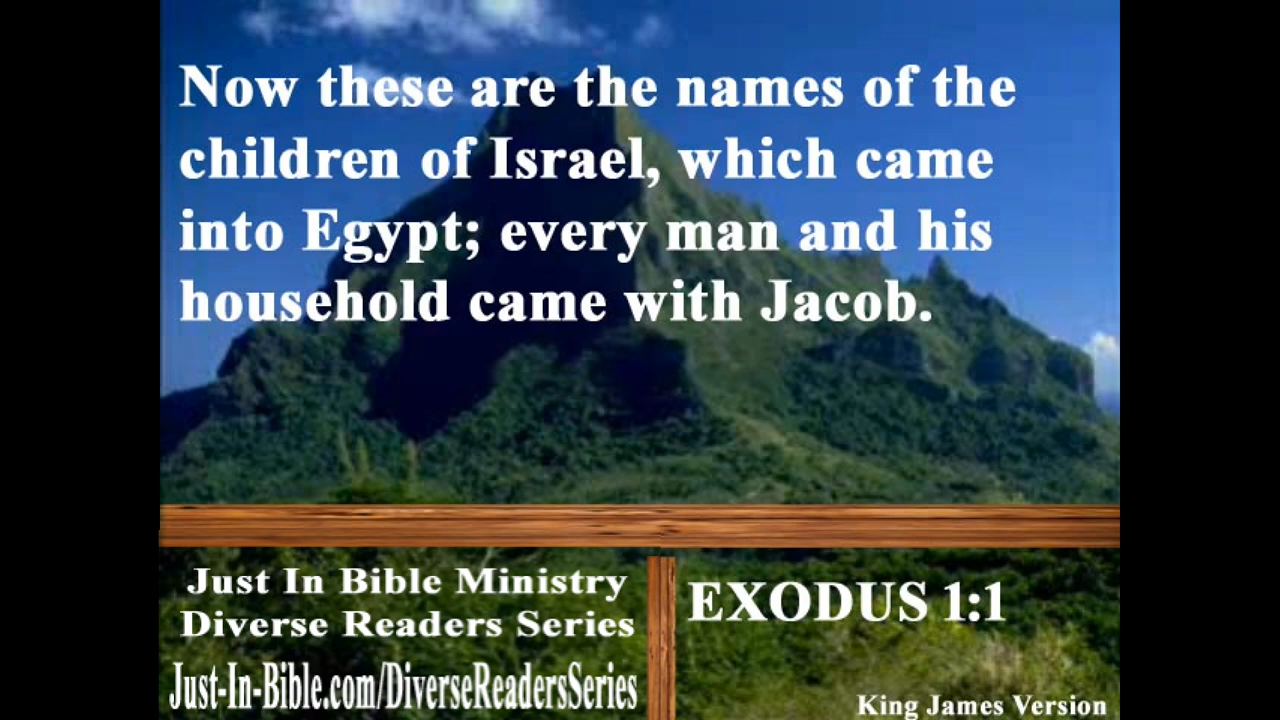 Now these are the names of the
children of Israel, which came
into Egypt; every man and his
household came with Jacob.
Just In Bible Ministry
Diverse Readers Series
Just-In-Bible.com/DiverseReadersSeries
EXODUS 1:1
King James Version